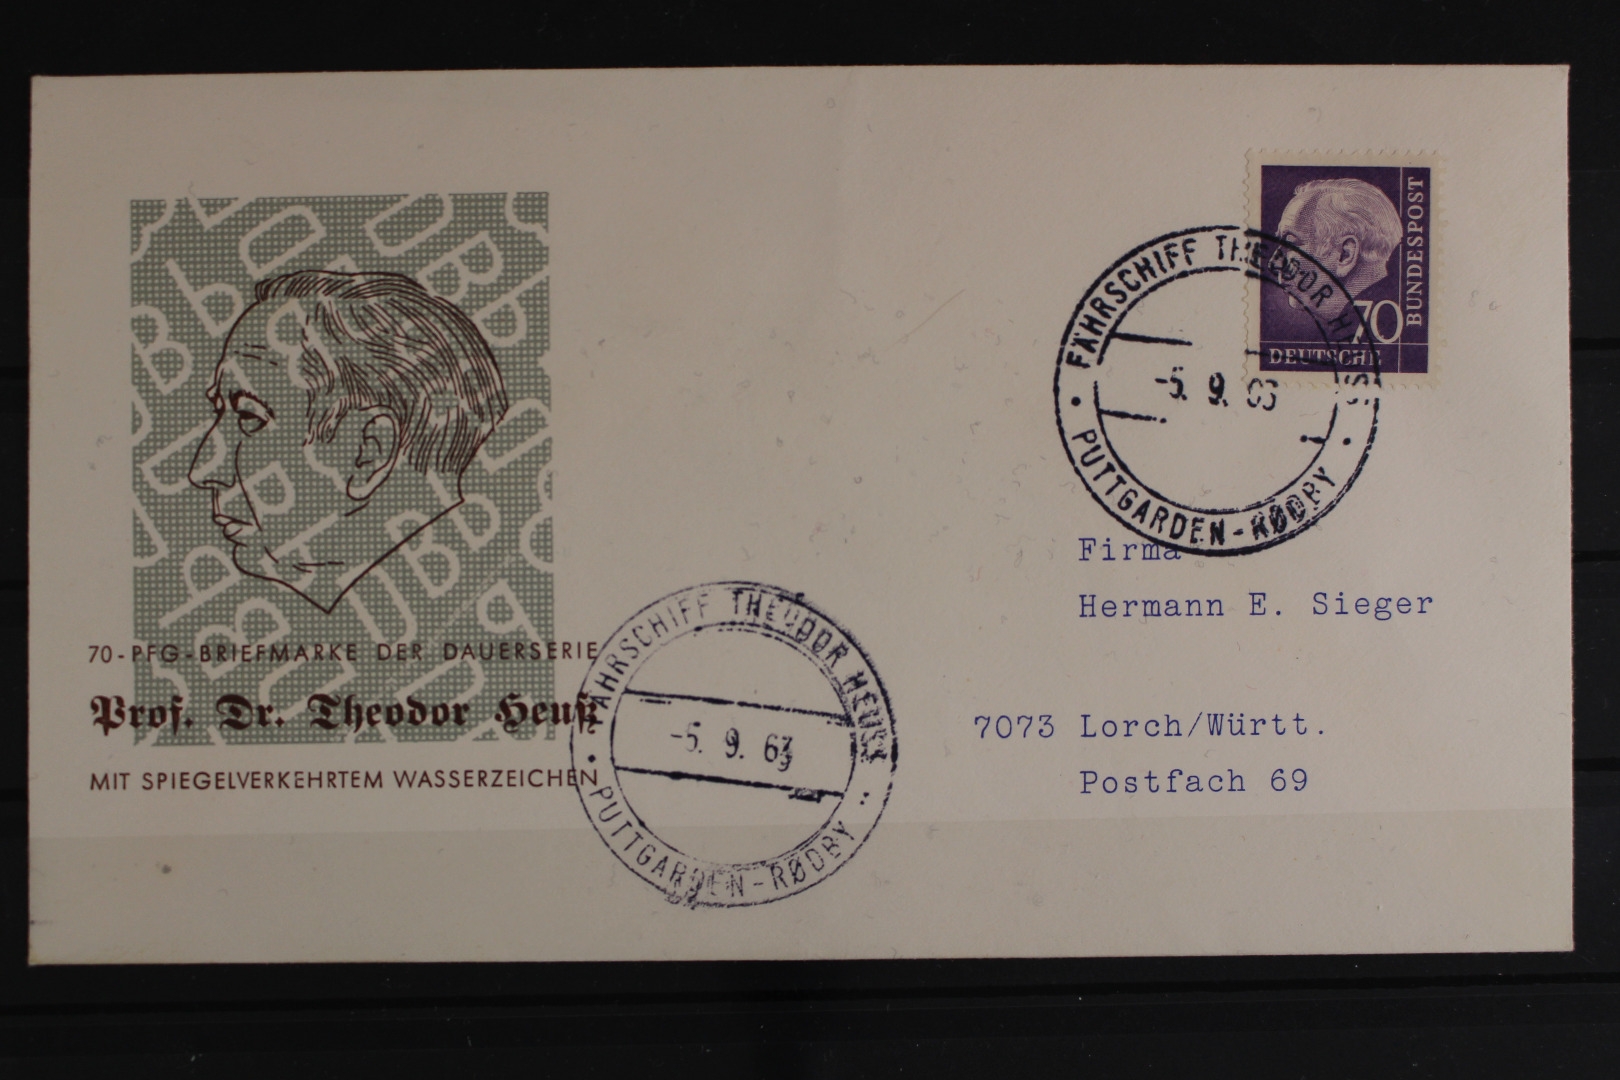 BUNDESPOST
70
DEUTSCHE
FÄHRSCHIFF THEODOR HEUSS
-5. 9. 63
PUTTGARDEN-RØDBY
Firma
Hermann E. Sieger
7073 Lorch/Württ.
Postfach 69
70-PFG-BRIEFMARKE DER DAUERSERIE
Prof. Dr. Theodor Heuß
MIT SPIEGELVERKEHRTEM WASSERZEICHEN
FÄHRSCHIFF THEODOR HEUSS
-5. 9. 63
PUTTGARDEN-RØDBY